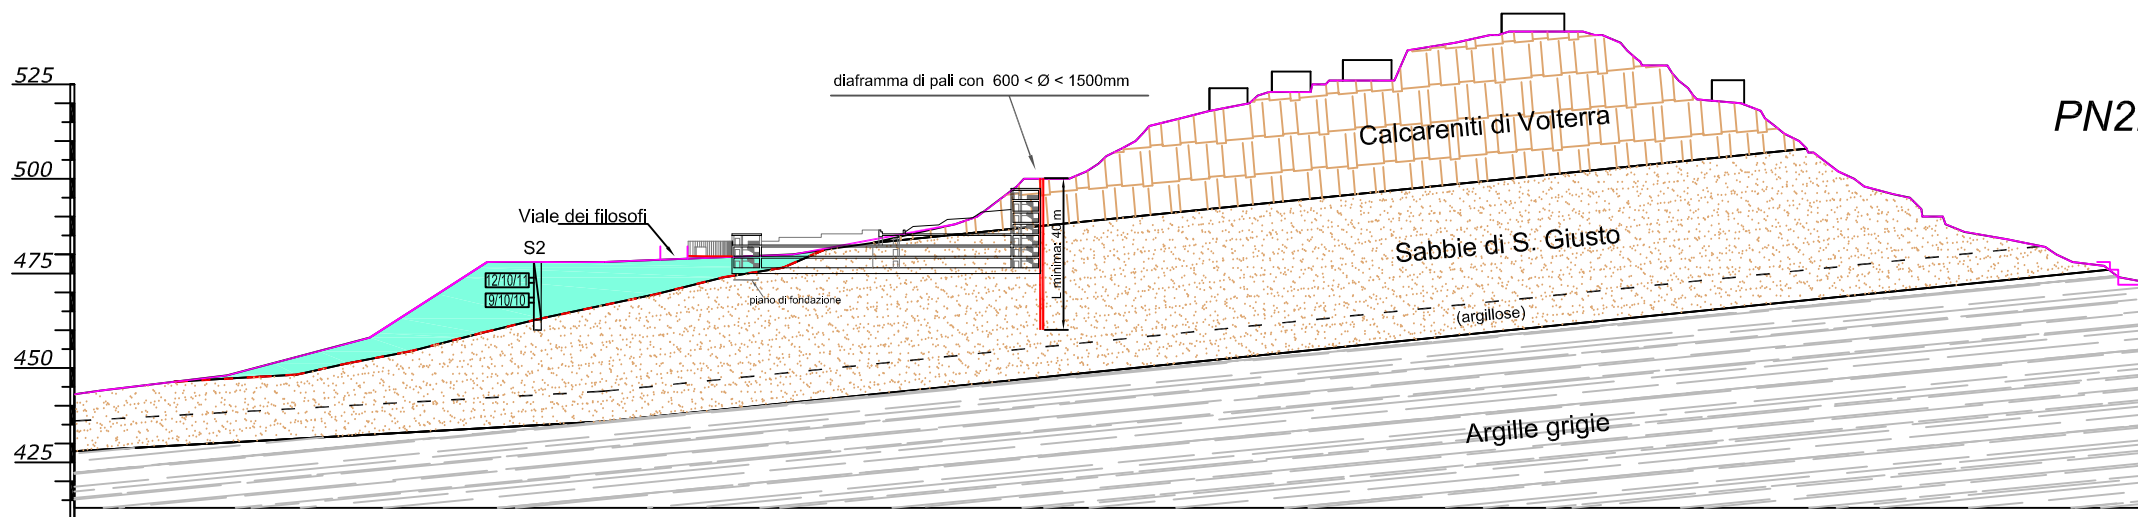 525
500
475
450
425
diaframma di pali con 600 < Ø < 1500mm
PN2
Calcareniti di Volterra
Viale dei filosofi
S2
12/10/11
9/10/10
piano di fondazione
L minima: 40 m
Sabbie di S. Giusto
(argillose)
Argille grigie